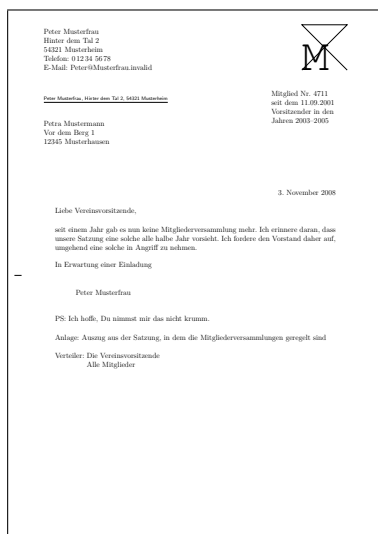 Peter Musterfrau
Hinter dem Tal 2
54321 Musterheim
Telefon: 0 12 34 56 78
E-Mail: Peter@Musterfrau.invalid
M
Peter Musterfrau, Hinter dem Tal 2, 54321 Musterheim
Mitglied Nr. 4711
seit dem 11.09.2001
Vorsitzender in den
Jahren 2003–2005
Petra Mustermann
Vor dem Berg 1
12345 Musterhausen
3. November 2008
Liebe Vereinsvorsitzende,
seit einem Jahr gab es nun keine Mitgliederversammlung mehr. Ich erinnere daran, dass
unsere Satzung eine solche alle halbe Jahr vorsieht. Ich fordere den Vorstand daher auf,
umgehend eine solche in Angriff zu nehmen.
In Erwartung einer Einladung
Peter Musterfrau
PS: Ich hoffe, Du nimmst mir das nicht krumm.
Anlage: Auszug aus der Satzung, in dem die Mitgliederversammlungen geregelt sind
Verteiler: Die Vereinsvorsitzende
Alle Mitglieder